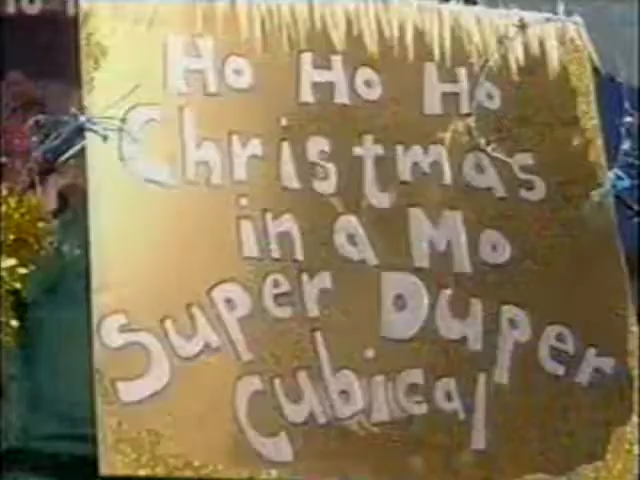 Ho Ho Ho
Christmas
in a Mo
Super Duper
Cubical